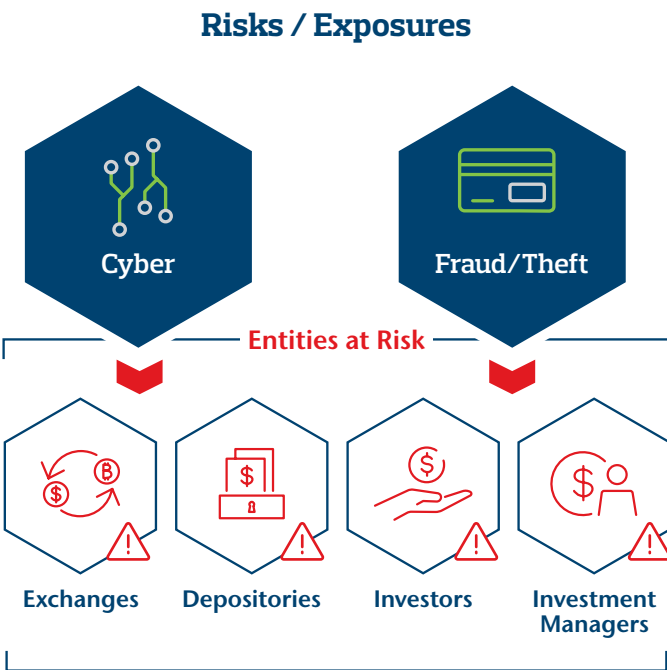 Risks / Exposures
Cyber
Fraud/Theft
Entities at Risk
$
B
$
$
$
Exchanges
Depositories
Investors
Investment
Managers